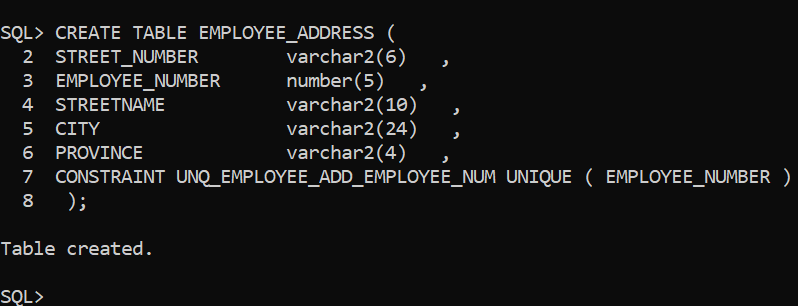 SQL> CREATE TABLE EMPLOYEE_ADDRESS (
  2  STREET_NUMBER        varchar2(6)   ,
  3  EMPLOYEE_NUMBER      number(5)   ,
  4  STREETNAME           varchar2(10)   ,
  5  CITY                 varchar2(24)   ,
  6  PROVINCE             varchar2(4)   ,
  7  CONSTRAINT UNQ_EMPLOYEE_ADD_EMPLOYEE_NUM UNIQUE ( EMPLOYEE_NUMBER )
  8   );
Table created.
SQL>